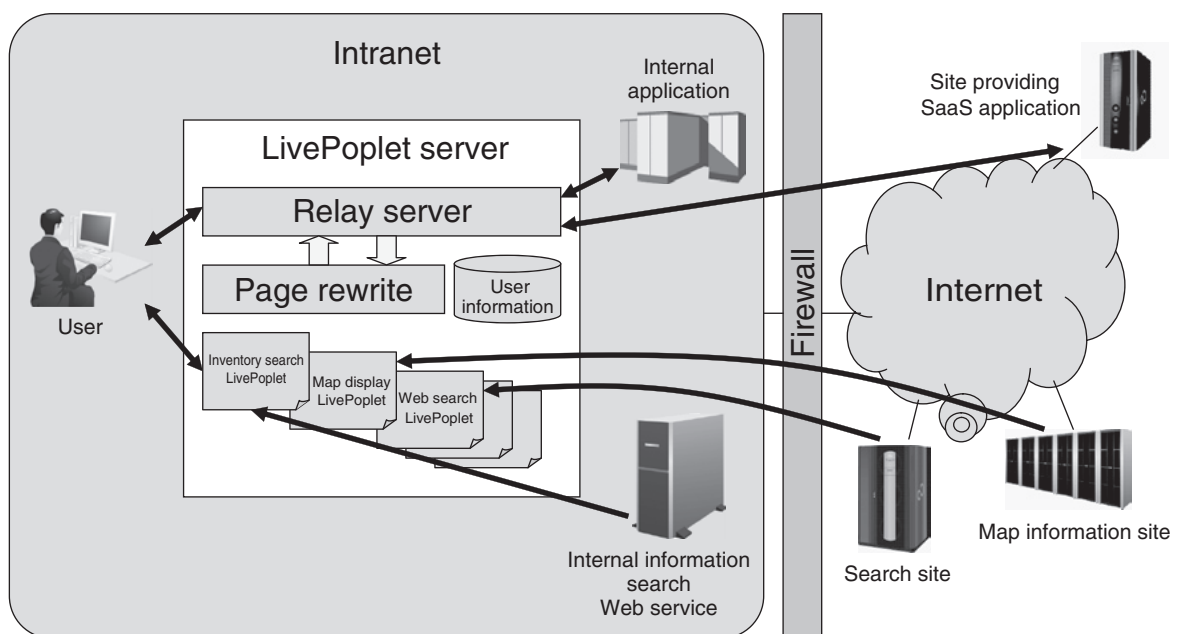 Intranet
Internal
application
Site providing
SaaS application
LivePoplet server
Relay server
Page rewrite
User
information
User
Internet
Firewall
Inventory search
LivePoplet
Map display
LivePoplet
Web search
LivePoplet
Internal information
search
Web service
Search site
Map information site